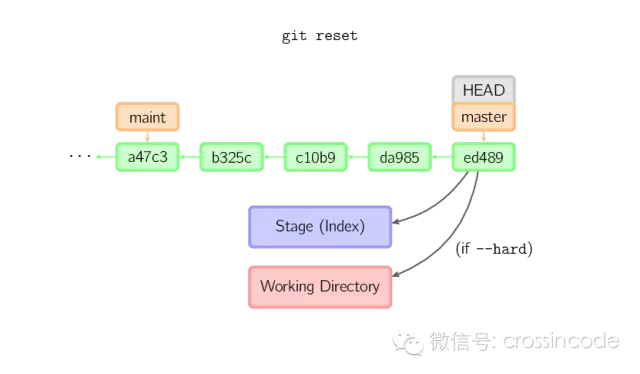 git reset
HEAD
maint
master
··· a47c3 b325c c10b9 da985 ed489
Stage (Index)
(if --hard)
Working Directory
微信号: crossincode